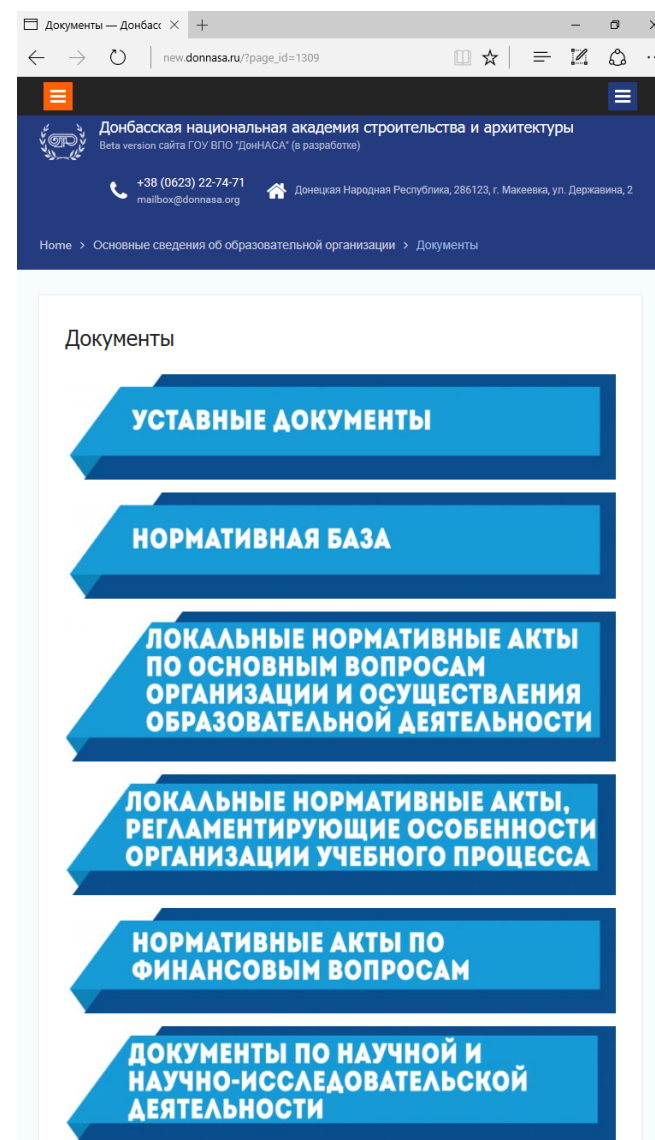 Документы — Донбасс
new.donnasa.ru/?page_id=1309
Донбасская национальная академия строительства и архитектуры
Beta version сайта ГОУ ВПО "ДонНАСА" (в разработке)
+38 (0623) 22-74-71
mailbox@donnasa.org
Донецкая Народная Республика, 286123, г. Макеевка, ул. Державина, 2
Home > Основные сведения об образовательной организации > Документы
Документы
УСТАВНЫЕ ДОКУМЕНТЫ
НОРМАТИВНАЯ БАЗА
ЛОКАЛЬНЫЕ НОРМАТИВНЫЕ АКТЫ
ПО ОСНОВНЫМ ВОПРОСАМ
ОРГАНИЗАЦИИ И ОСУЩЕСТВЛЕНИЯ
ОБРАЗОВАТЕЛЬНОЙ ДЕЯТЕЛЬНОСТИ
ЛОКАЛЬНЫЕ НОРМАТИВНЫЕ АКТЫ,
РЕГЛАМЕНТИРУЮЩИЕ ОСОБЕННОСТИ
ОРГАНИЗАЦИИ УЧЕБНОГО ПРОЦЕССА
НОРМАТИВНЫЕ АКТЫ ПО
ФИНАНСОВЫМ ВОПРОСАМ
ДОКУМЕНТЫ ПО НАУЧНОЙ И
НАУЧНО-ИССЛЕДОВАТЕЛЬСКОЙ
ДЕЯТЕЛЬНОСТИ